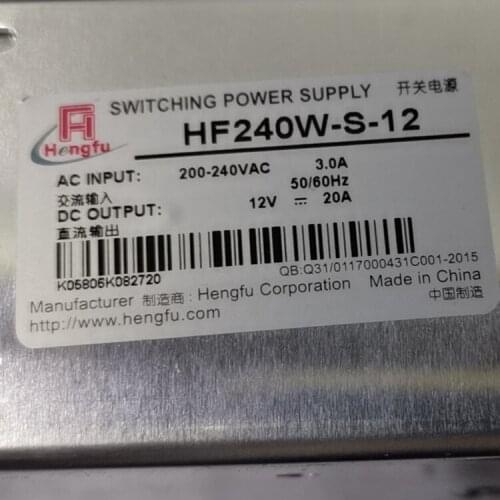 SWITCHING POWER SUPPLY 开关电源
Hengfu
HF240W-S-12
AC INPUT: 200-240VAC 3.0A
交流输入 50/60Hz
DC OUTPUT: 12V ⎓ 20A
直流输出
K05805K082720
QB:Q31/0117000431C001-2015
Manufacturer 制造商: Hengfu Corporation Made in China
http://www.hengfu.com 中国制造